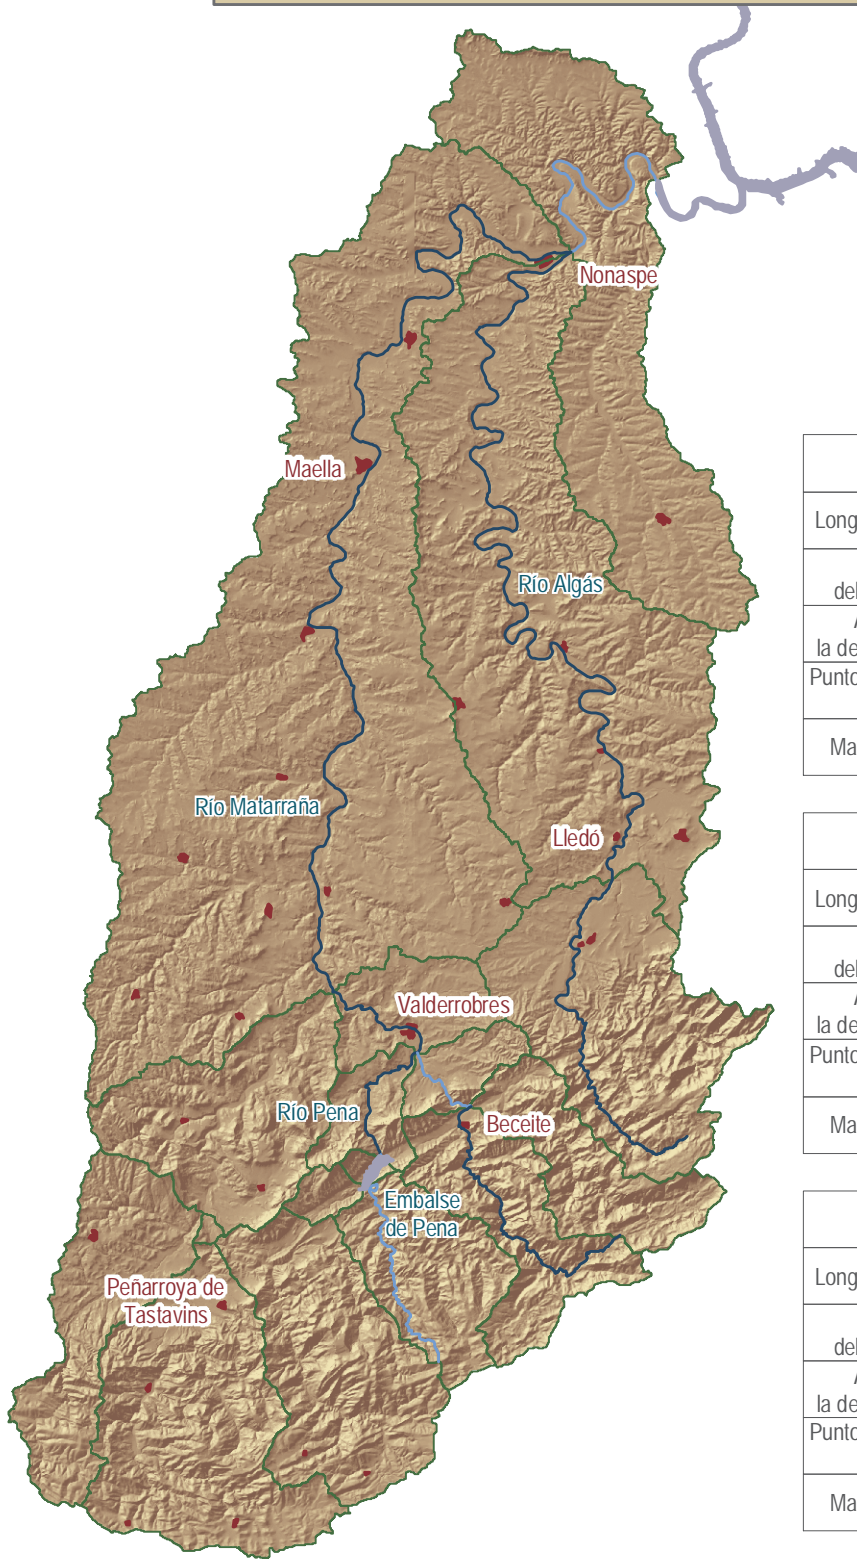 Nonaspe
Maella
Río Algás
Río Matarraña
Lledó
Valderrobres
Río Pena
Beceite
Embalse
de Pena
Peñarroya de
Tastavins
Long
del
la de
Punto
Ma
Long
del
la de
Punto
Ma
Long
del
la de
Punto
Ma